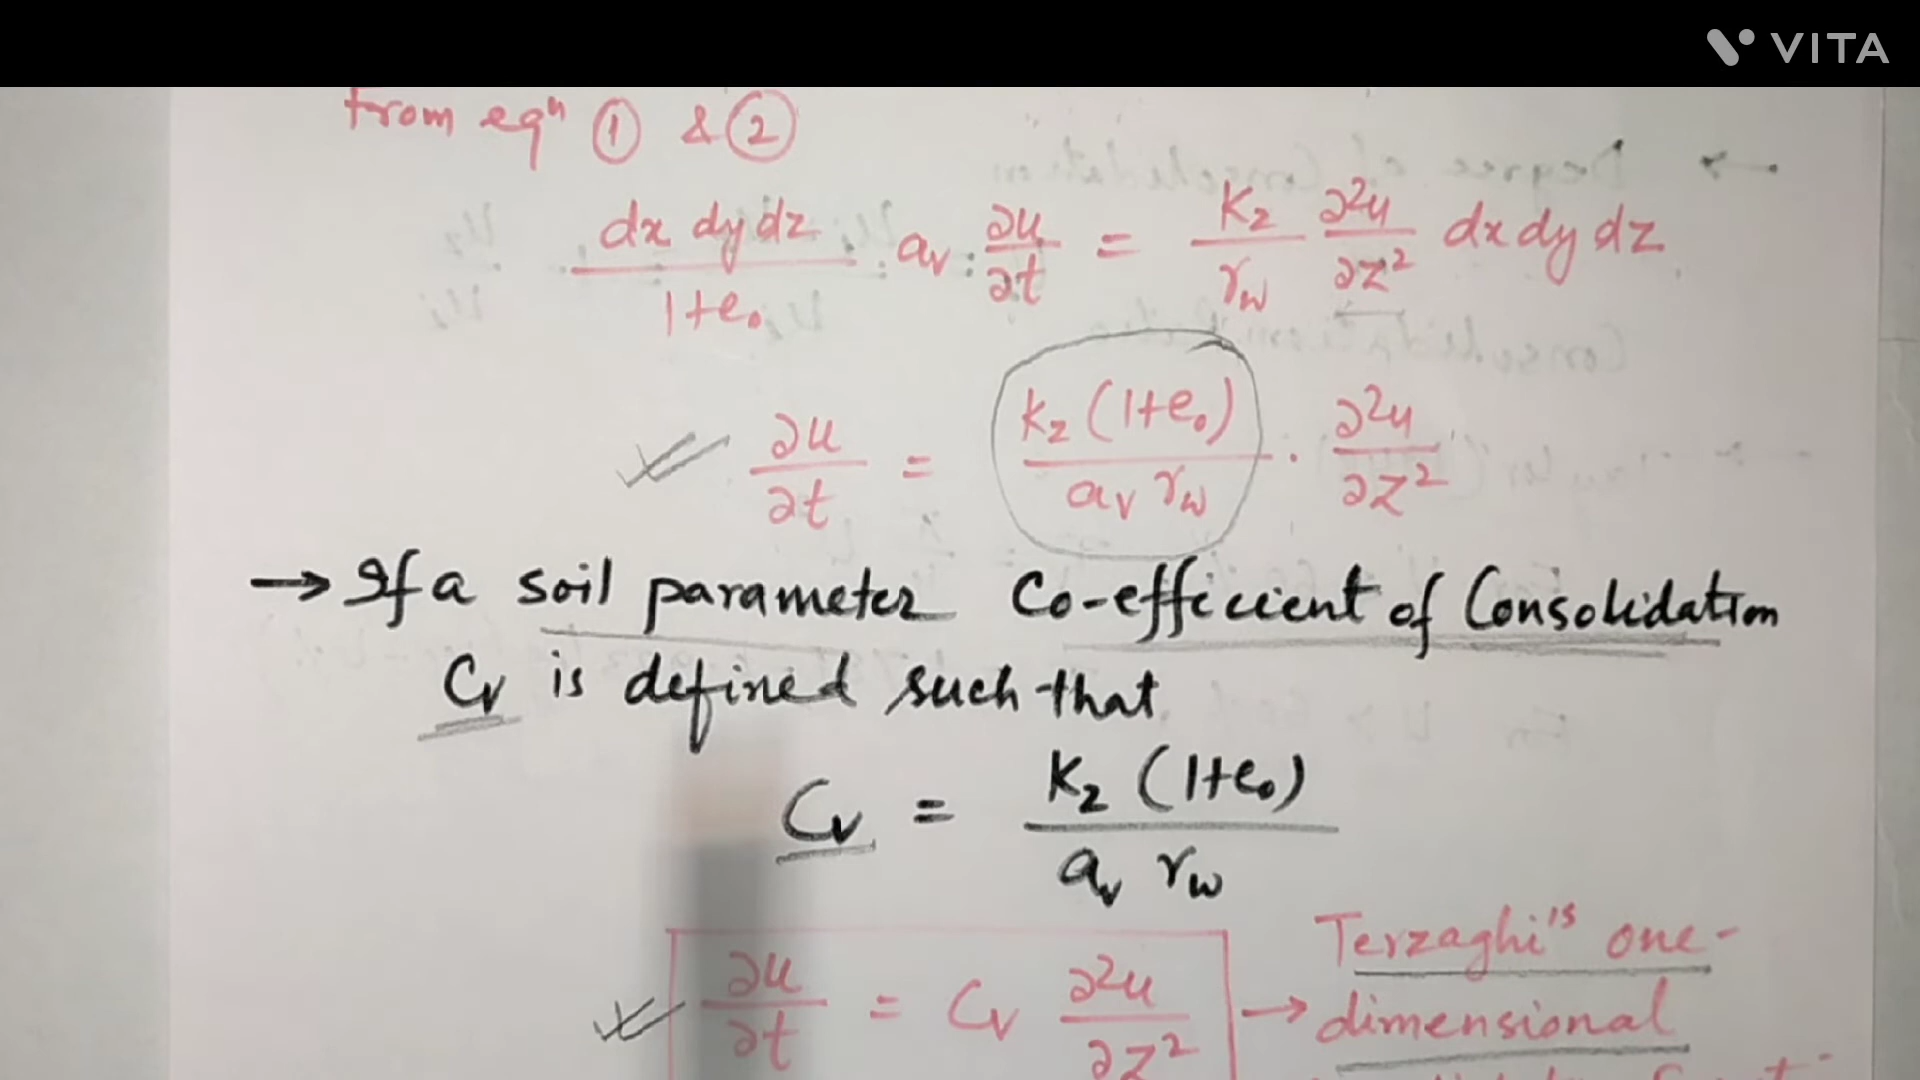 VITA
from eqⁿ ① & ②
dx dy dz / 1+e₀ · aᵥ · ∂u/∂t = k_z/γ_w ∂²u/∂z² dx dy dz
∂u/∂t = k_z (1+e₀) / aᵥ γ_w · ∂²u/∂z²
→ If a soil parameter Co-efficient of Consolidation
Cᵥ is defined such that
Cᵥ = k_z (1+e₀) / aᵥ γ_w
∂u/∂t = Cᵥ ∂²u/∂z² → Terzaghi's one-
dimensional